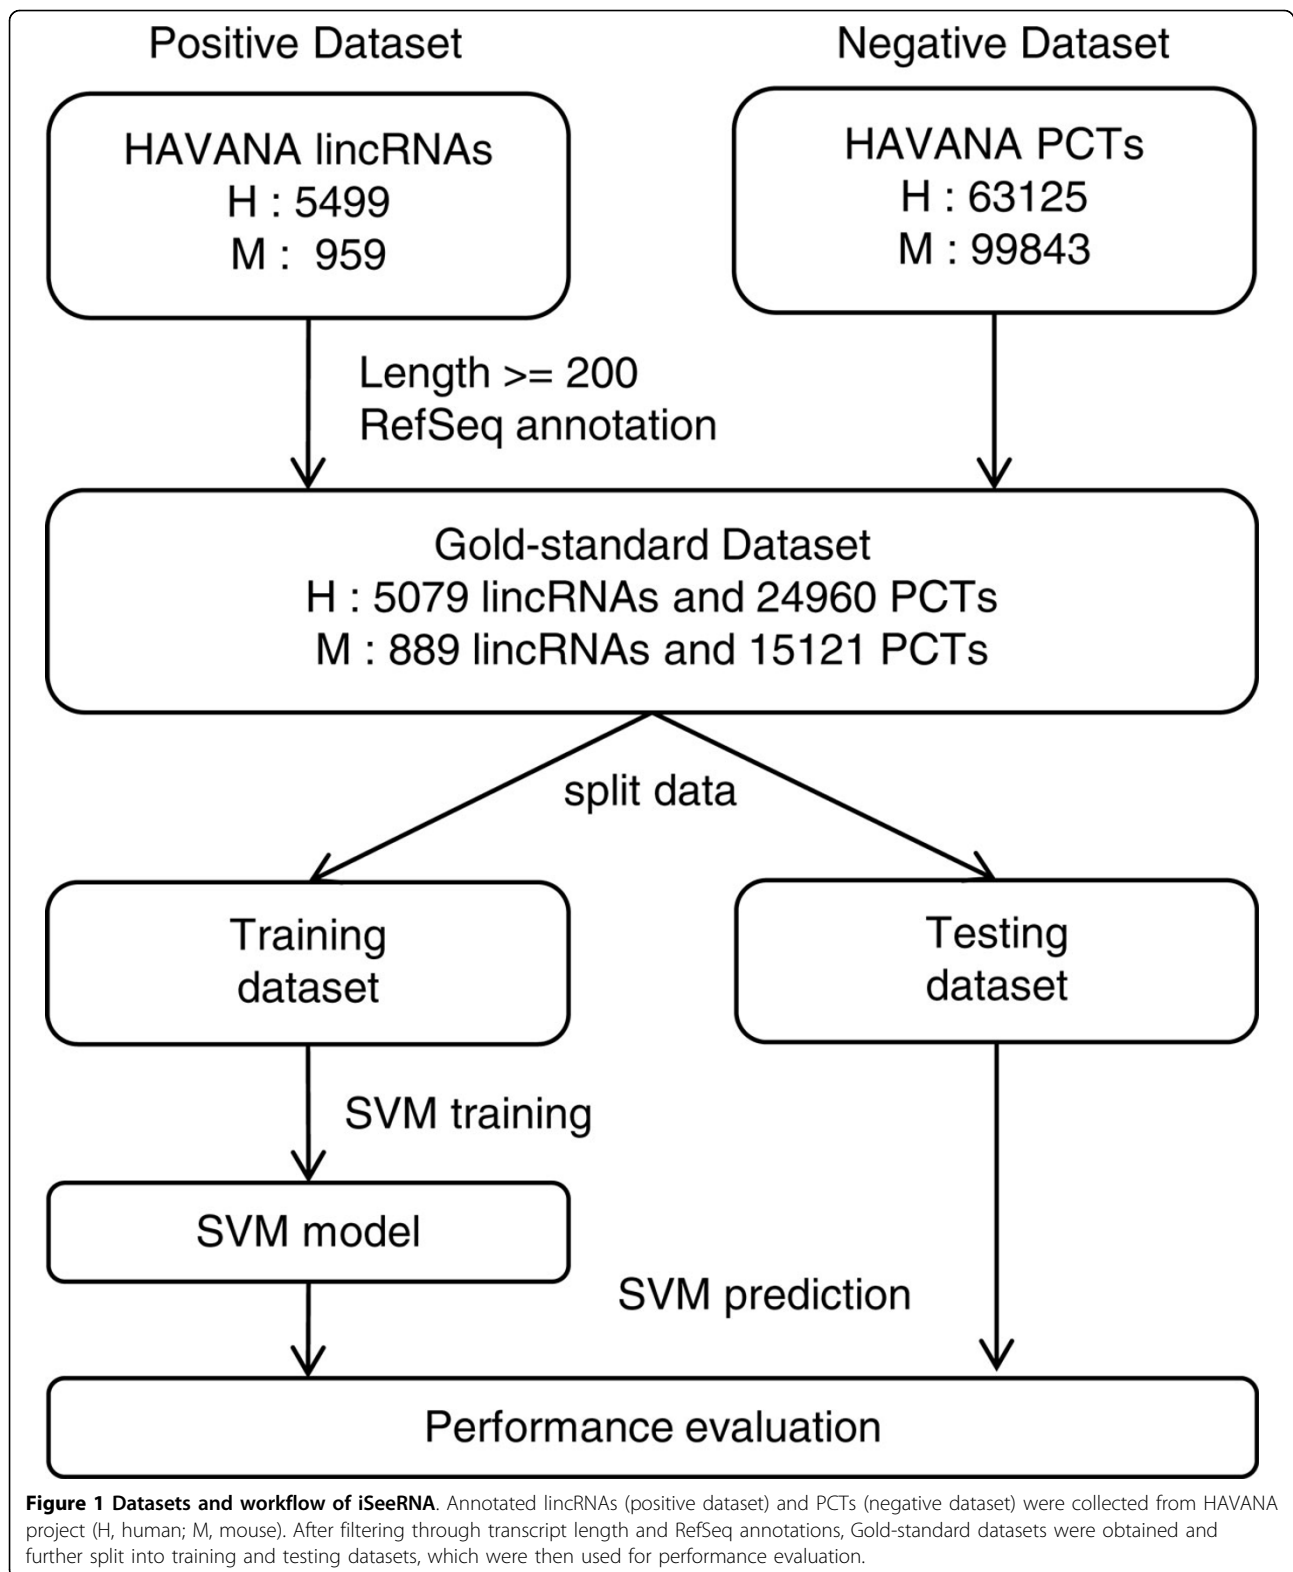 Positive Dataset
Negative Dataset
HAVANA lincRNAs
H : 5499
M : 959
HAVANA PCTs
H : 63125
M : 99843
Length >= 200
RefSeq annotation
Gold-standard Dataset
H : 5079 lincRNAs and 24960 PCTs
M : 889 lincRNAs and 15121 PCTs
split data
Training
dataset
Testing
dataset
SVM training
SVM model
SVM prediction
Performance evaluation
Figure 1 Datasets and workflow of iSeeRNA. Annotated lincRNAs (positive dataset) and PCTs (negative dataset) were collected from HAVANA
project (H, human; M, mouse). After filtering through transcript length and RefSeq annotations, Gold-standard datasets were obtained and
further split into training and testing datasets, which were then used for performance evaluation.